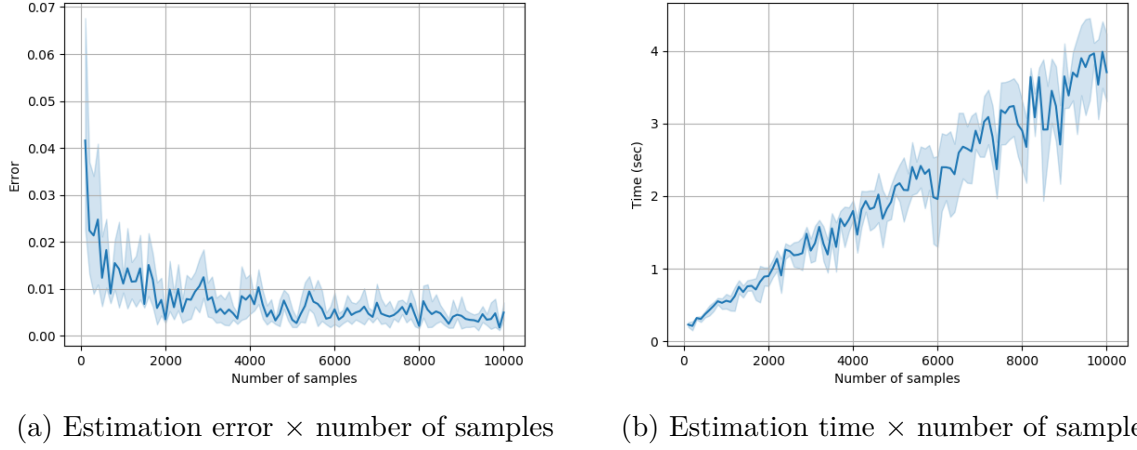 0.07
0.06
0.05
0.04
0.03
0.02
0.01
0.00
Error
0 2000 4000 6000 8000 10000
Number of samples
4
3
2
1
0
Time (sec)
0 2000 4000 6000 8000 10000
Number of samples
(a) Estimation error × number of samples
(b) Estimation time × number of sample